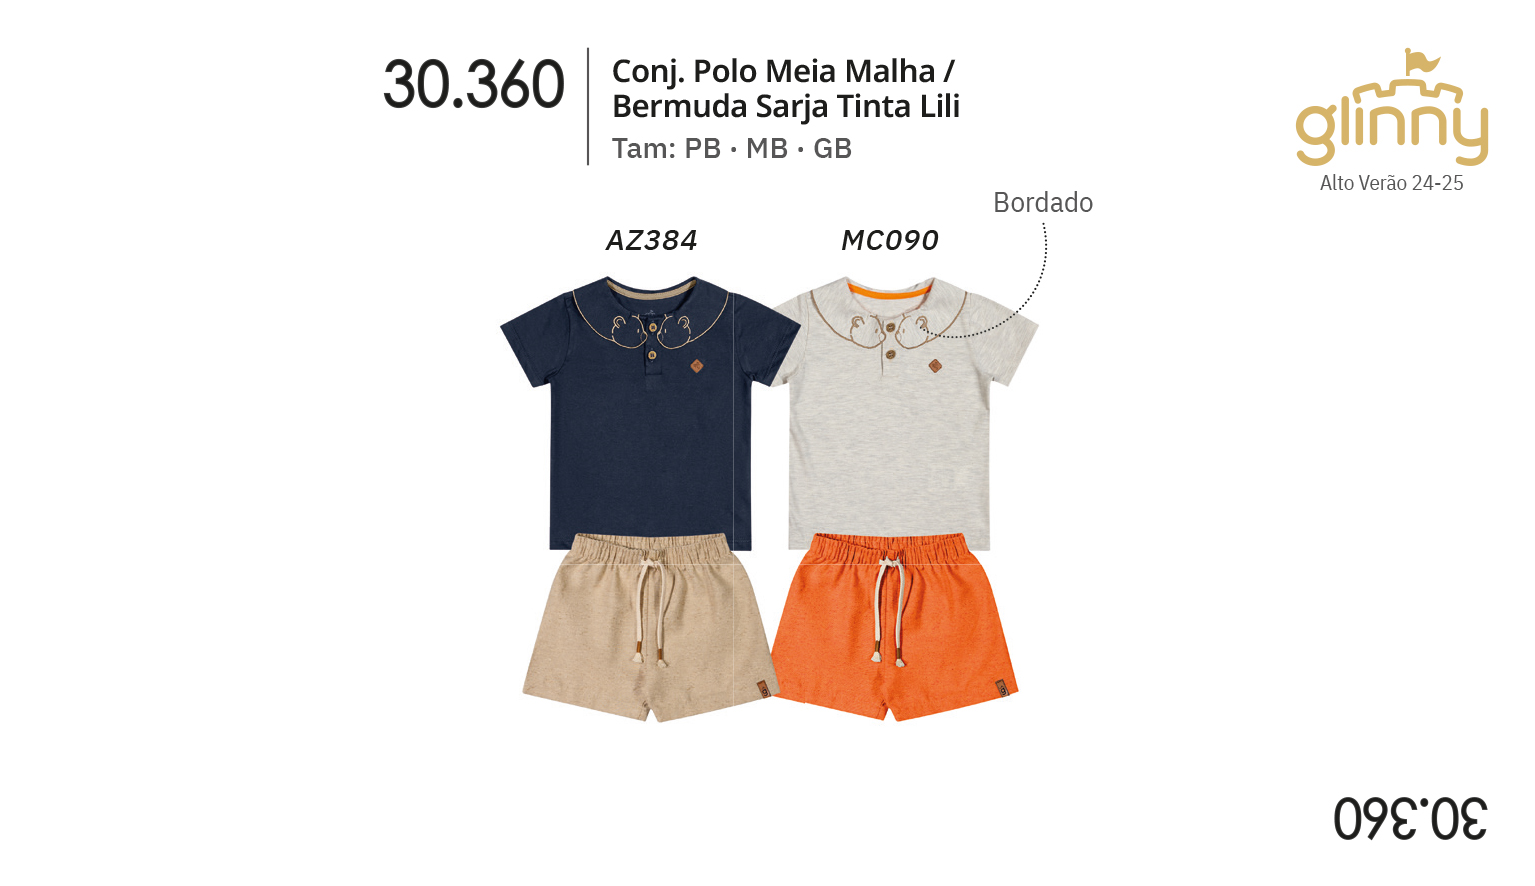 30.360
Conj. Polo Meia Malha /
Bermuda Sarja Tinta Lili
Tam: PB · MB · GB
glinny
Alto Verão 24-25
Bordado
AZ384
MC090
30.360